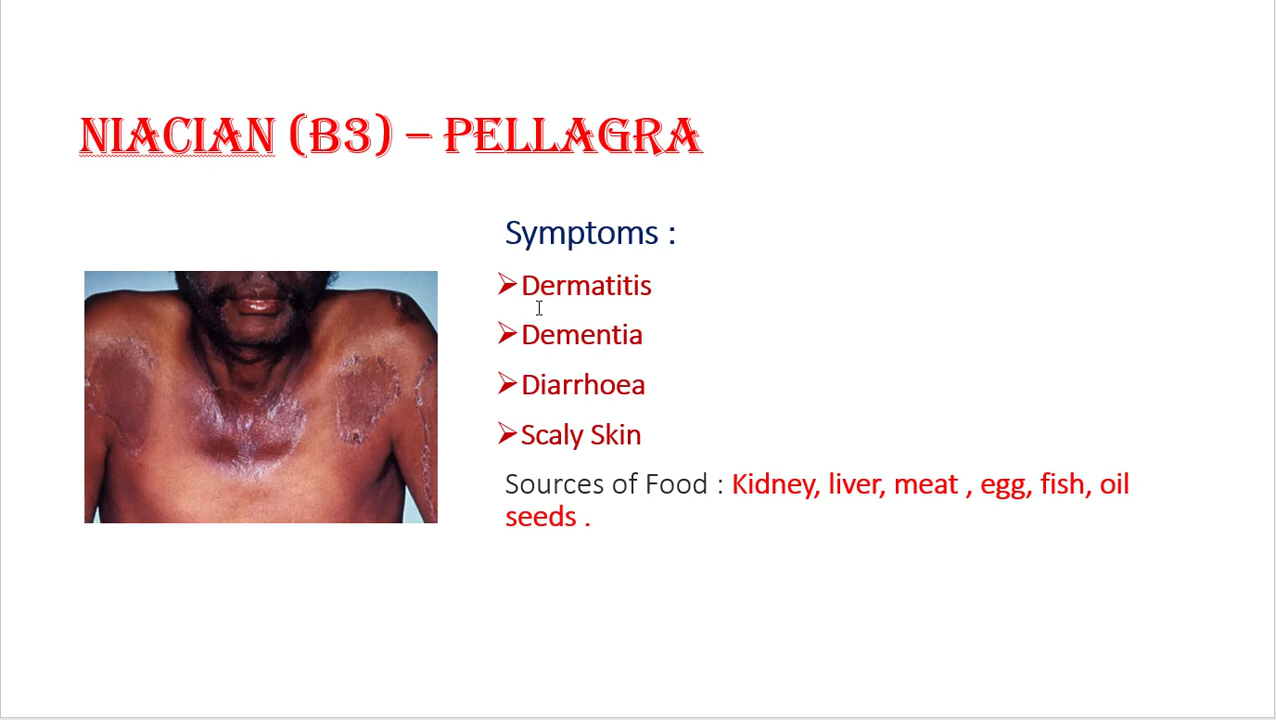 NIACIAN (B3) – PELLAGRA
Symptoms :
➢Dermatitis
➢Dementia
➢Diarrhoea
➢Scaly Skin
Sources of Food : Kidney, liver, meat , egg, fish, oil
seeds .